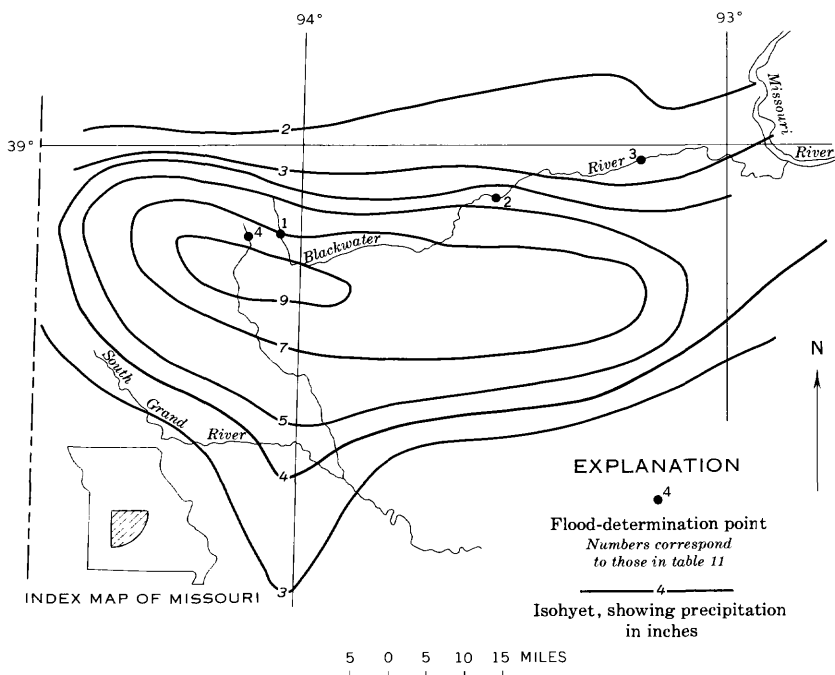 94°
93°
Missouri
River
39°
2
3
River
3
2
1
4
Blackwater
9
7
5
4
3
South
Grand
River
N
EXPLANATION
4
Flood-determination point
Numbers correspond
to those in table 11
4
Isohyet, showing precipitation
in inches
INDEX MAP OF MISSOURI
5 0 5 10 15 MILES